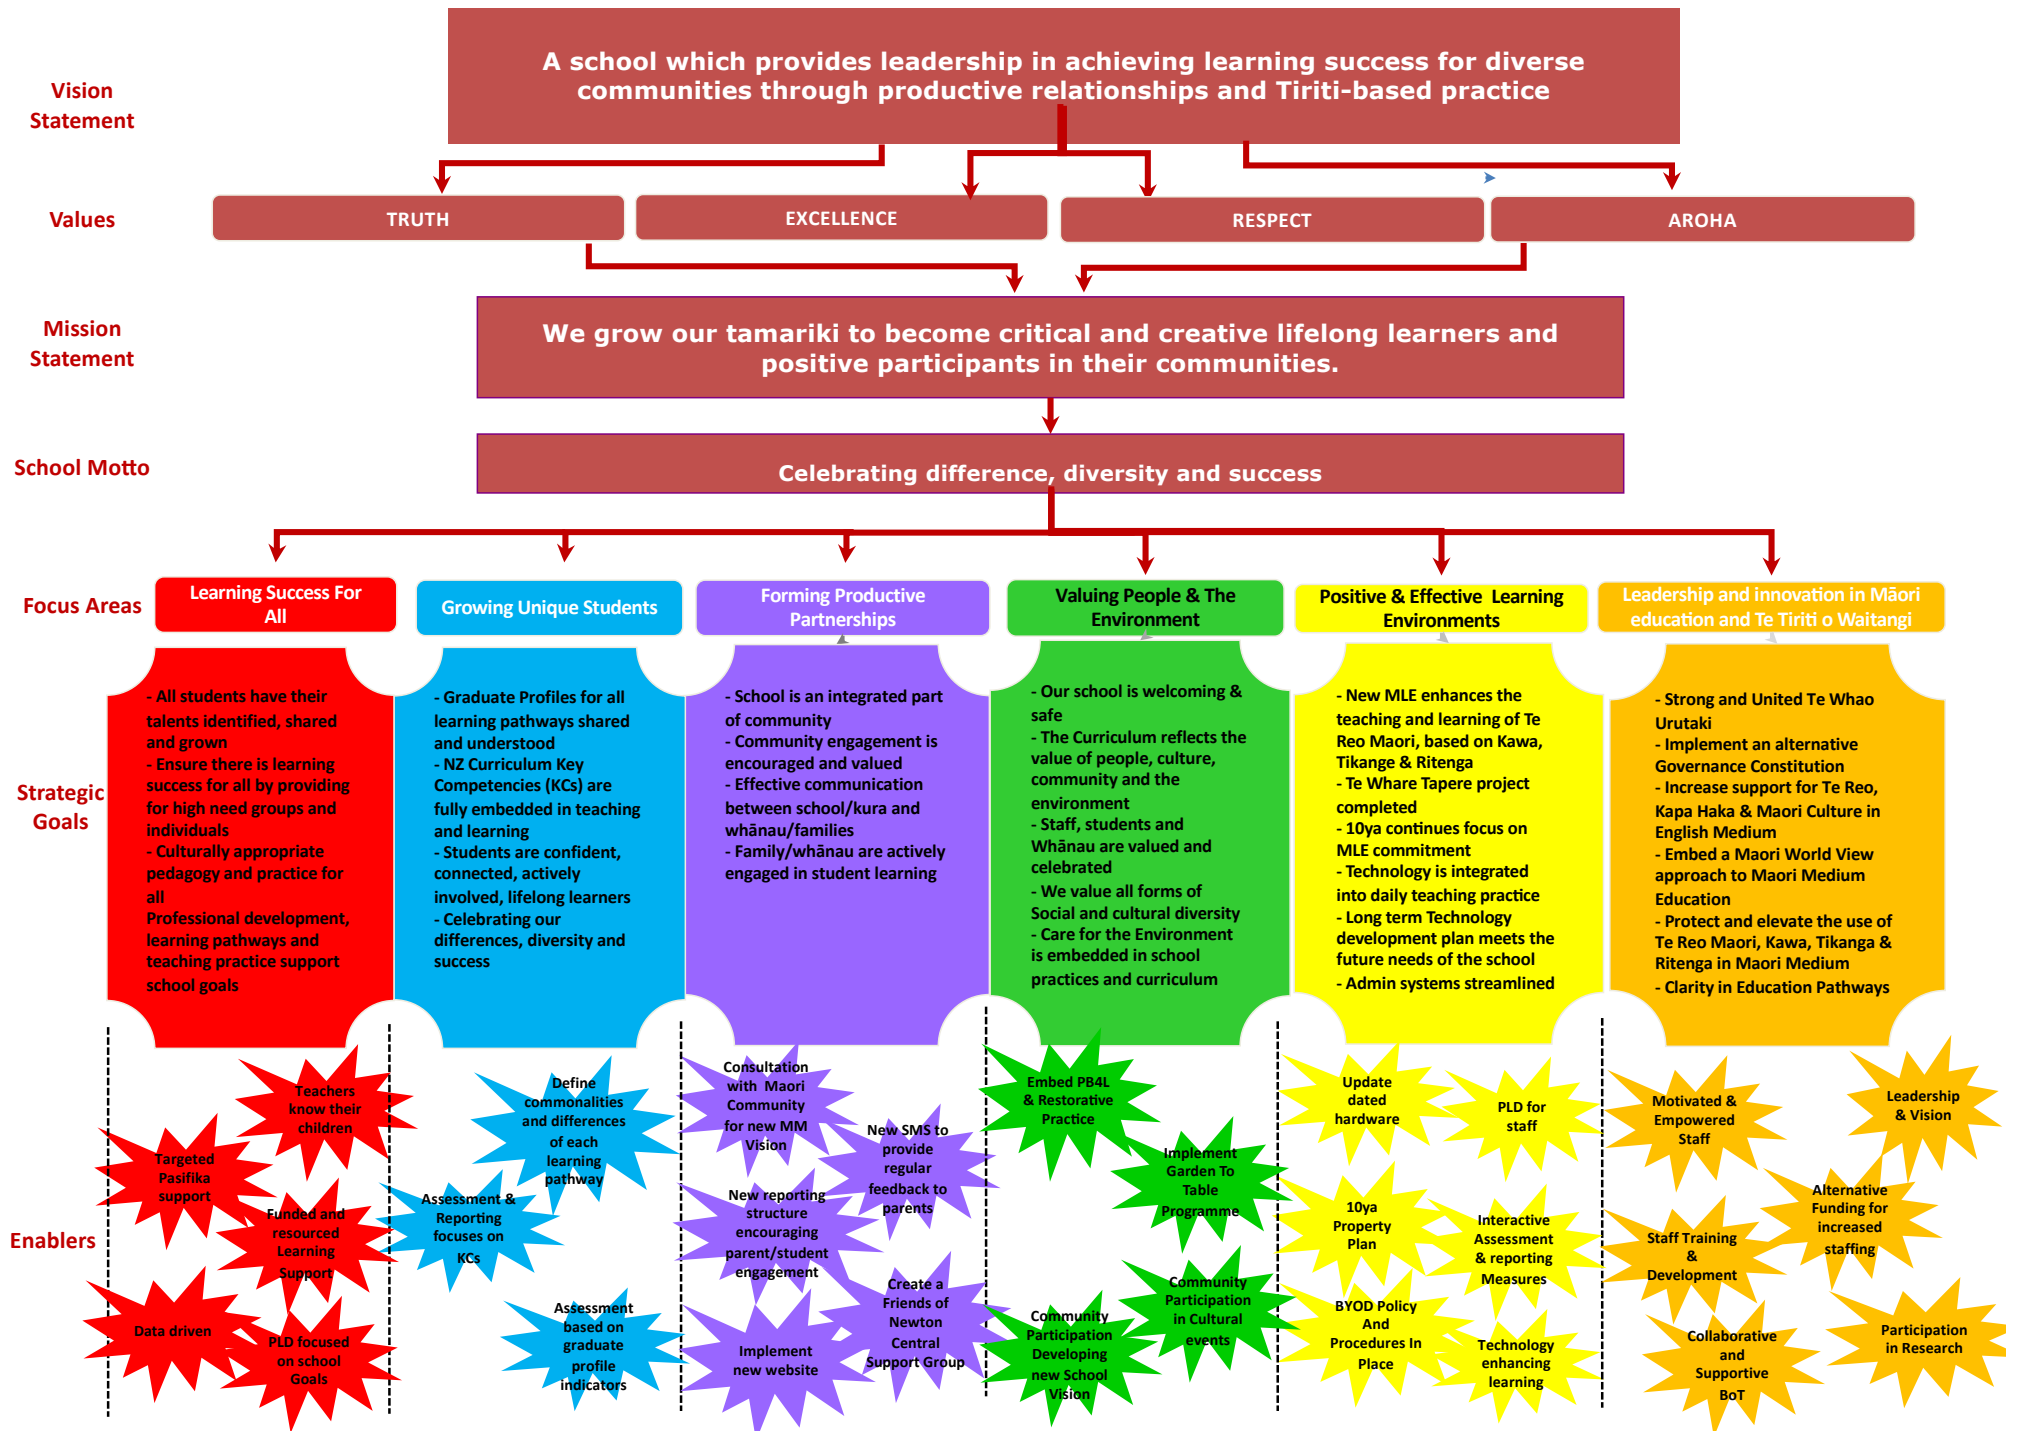 Vision
Statement
A school which provides leadership in achieving learning success for diverse
communities through productive relationships and Tiriti-based practice
Values
TRUTH
EXCELLENCE
RESPECT
AROHA
Mission
Statement
We grow our tamariki to become critical and creative lifelong learners and
positive participants in their communities.
School Motto
Celebrating difference, diversity and success
Focus Areas
Learning Success For
All
Growing Unique Students
Forming Productive
Partnerships
Valuing People & The
Environment
Positive & Effective Learning
Environments
Leadership and innovation in Māori
education and Te Tiriti o Waitangi
Strategic
Goals
- All students have their
talents identified, shared
and grown
- Ensure there is learning
success for all by providing
for high need groups and
individuals
- Culturally appropriate
pedagogy and practice for
all
Professional development,
learning pathways and
teaching practice support
school goals
- Graduate Profiles for all
learning pathways shared
and understood
- NZ Curriculum Key
Competencies (KCs) are
fully embedded in teaching
and learning
- Students are confident,
connected, actively
involved, lifelong learners
- Celebrating our
differences, diversity and
success
- School is an integrated part
of community
- Community engagement is
encouraged and valued
- Effective communication
between school/kura and
whānau/families
- Family/whānau are actively
engaged in student learning
- Our school is welcoming &
safe
- The Curriculum reflects the
value of people, culture,
community and the
environment
- Staff, students and
Whānau are valued and
celebrated
- We value all forms of
Social and cultural diversity
- Care for the Environment
is embedded in school
practices and curriculum
- New MLE enhances the
teaching and learning of Te
Reo Maori, based on Kawa,
Tikange & Ritenga
- Te Whare Tapere project
completed
- 10ya continues focus on
MLE commitment
- Technology is integrated
into daily teaching practice
- Long term Technology
development plan meets the
future needs of the school
- Admin systems streamlined
- Strong and United Te Whao
Urutaki
- Implement an alternative
Governance Constitution
- Increase support for Te Reo,
Kapa Haka & Maori Culture in
English Medium
- Embed a Maori World View
approach to Maori Medium
Education
- Protect and elevate the use of
Te Reo Maori, Kawa, Tikanga &
Ritenga in Maori Medium
- Clarity in Education Pathways
Enablers
Teachers
know their
children
Targeted
Pasifika
support
Funded and
resourced
Learning
Support
Data driven
PLD focused
on school
Goals
Define
commonalities
and differences
of each
learning
pathway
Assessment &
Reporting
focuses on
KCs
Assessment
based on
graduate
profile
indicators
Consultation
with Maori
Community
for new MM
Vision
New SMS to
provide
regular
feedback to
parents
New reporting
structure
encouraging
parent/student
engagement
Create a
Friends of
Newton
Central
Support Group
Implement
new website
Embed PB4L
& Restorative
Practice
Implement
Garden To
Table
Programme
Community
Participation
in Cultural
events
Community
Participation
Developing
new School
Vision
Update
dated
hardware
PLD for
staff
10ya
Property
Plan
Interactive
Assessment
& reporting
Measures
BYOD Policy
And
Procedures In
Place
Technology
enhancing
learning
Motivated &
Empowered
Staff
Leadership
& Vision
Alternative
Funding for
increased
staffing
Staff Training
&
Development
Participation
in Research
Collaborative
and
Supportive
BoT